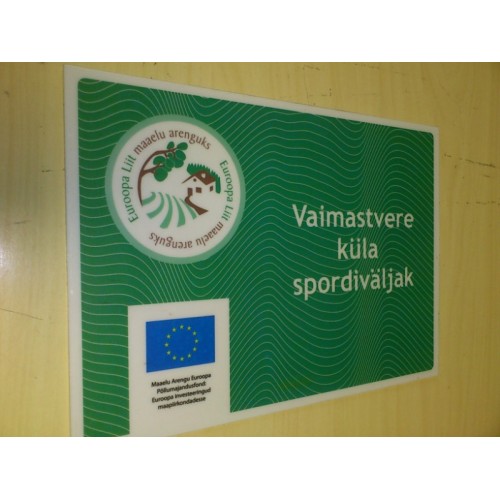 Euroopa Liit maaelu arenguks
Euroopa Liit maaelu arenguks
Vaimastvere
küla
spordiväljak
Maaelu Arengu Euroopa
Põllumajandusfond
Euroopa investeeringud
maapiirkondadesse